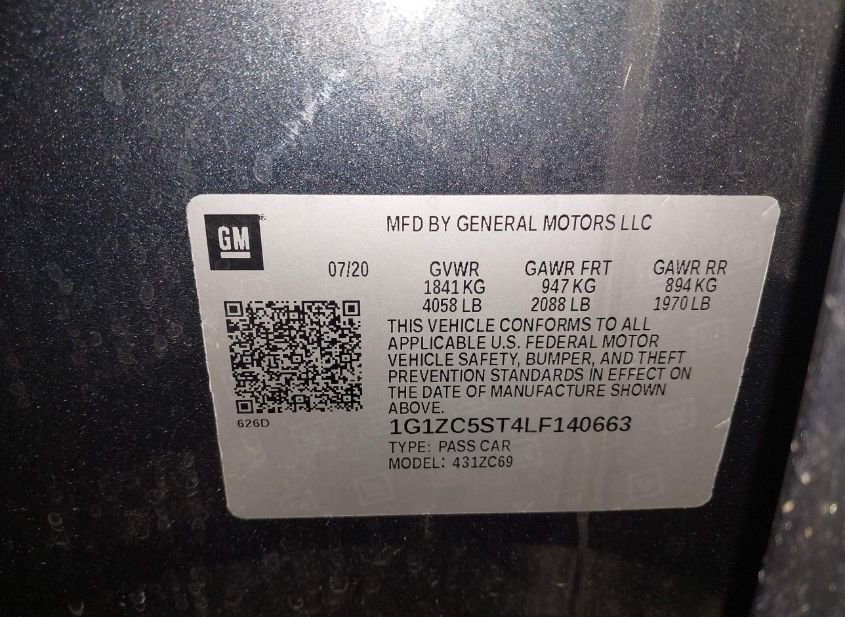 GM®
MFD BY GENERAL MOTORS LLC
07/20 GVWR GAWR FRT GAWR RR
1841 KG 947 KG 894 KG
4058 LB 2088 LB 1970 LB
THIS VEHICLE CONFORMS TO ALL
APPLICABLE U.S. FEDERAL MOTOR
VEHICLE SAFETY, BUMPER, AND THEFT
PREVENTION STANDARDS IN EFFECT ON
THE DATE OF MANUFACTURE SHOWN
ABOVE.
626D
1G1ZC5ST4LF140663
TYPE: PASS CAR
MODEL: 431ZC69